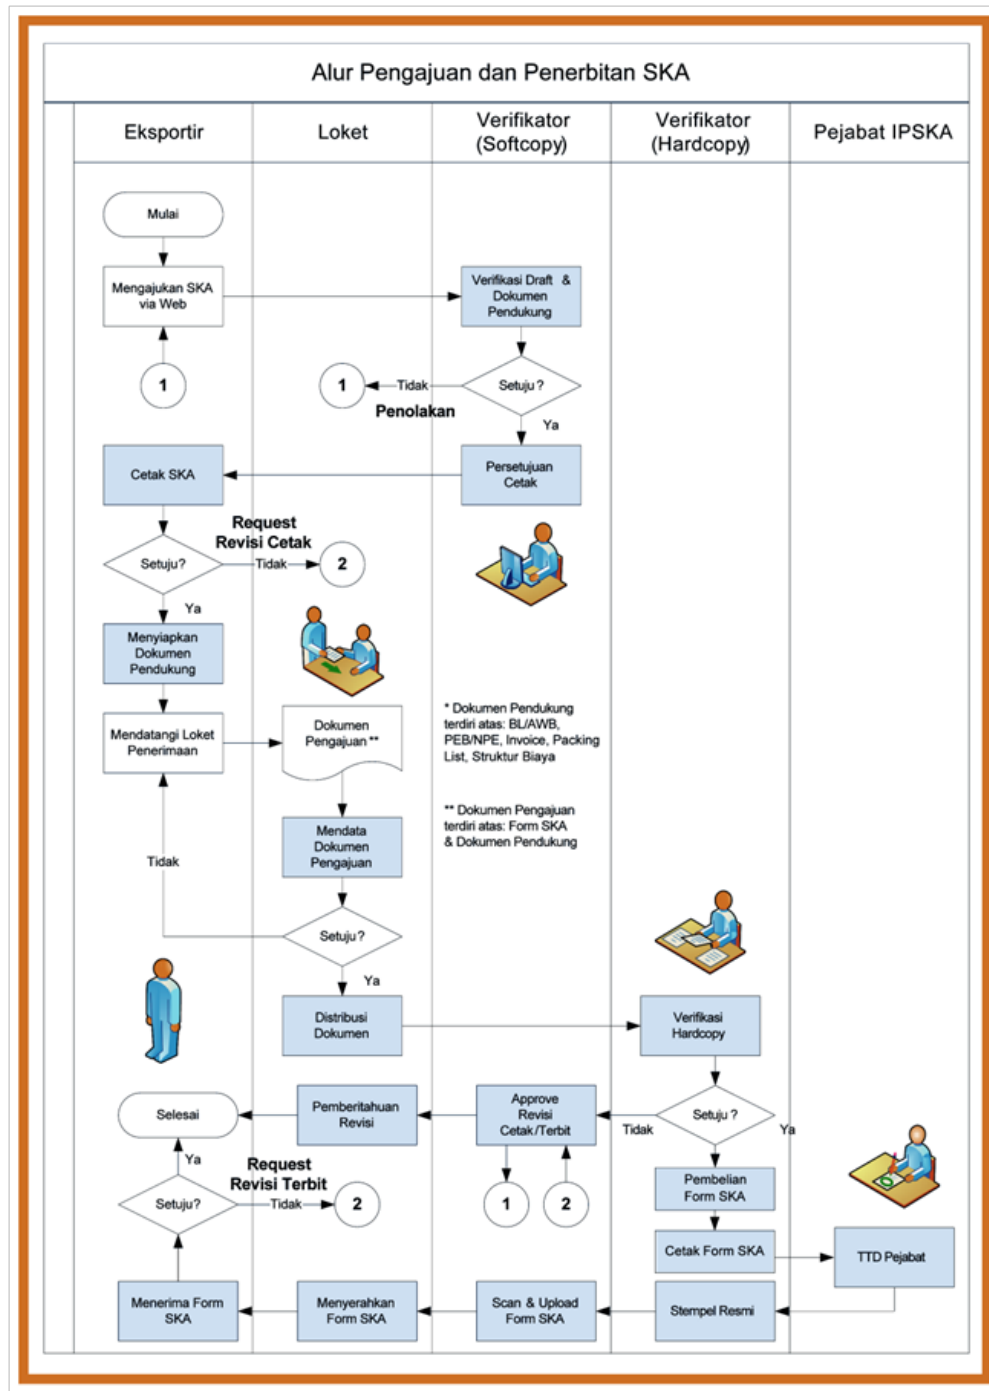 Alur Pengajuan dan Penerbitan SKA
Eksportir
Loket
Verifikator
(Softcopy)
Verifikator
(Hardcopy)
Pejabat IPSKA
Mulai
Mengajukan SKA
via Web
Verifikasi Draft &
Dokumen
Pendukung
1
1
Tidak
Setuju ?
Penolakan
Ya
Cetak SKA
Persetujuan
Cetak
Request
Revisi Cetak
Setuju?
Tidak
2
Ya
Menyiapkan
Dokumen
Pendukung
Mendatangi Loket
Penerimaan
Dokumen
Pengajuan **
* Dokumen Pendukung
terdiri atas: BL/AWB,
PEB/NPE, Invoice, Packing
List, Struktur Biaya
** Dokumen Pengajuan
terdiri atas: Form SKA
& Dokumen Pendukung
Mendata
Dokumen
Pengajuan
Tidak
Setuju ?
Ya
Distribusi
Dokumen
Verifikasi
Hardcopy
Selesai
Pemberitahuan
Revisi
Approve
Revisi
Cetak/Terbit
Tidak
Setuju ?
Ya
Ya
Request
Revisi Terbit
Setuju?
Tidak
2
1
2
Pembelian
Form SKA
Cetak Form SKA
TTD Pejabat
Menerima Form
SKA
Menyerahkan
Form SKA
Scan & Upload
Form SKA
Stempel Resmi